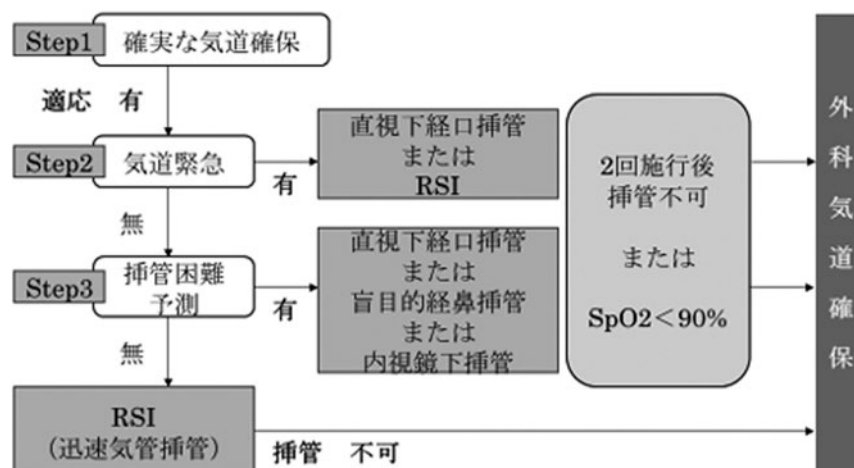 Step1
確実な気道確保
適応 有
Step2
気道緊急
有
直視下経口挿管
または
RSI
無
Step3
挿管困難
予測
有
直視下経口挿管
または
盲目的経鼻挿管
または
内視鏡下挿管
2回施行後
挿管不可
または
SpO2＜90%
無
RSI
（迅速気管挿管）
挿管 不可
外科気道確保